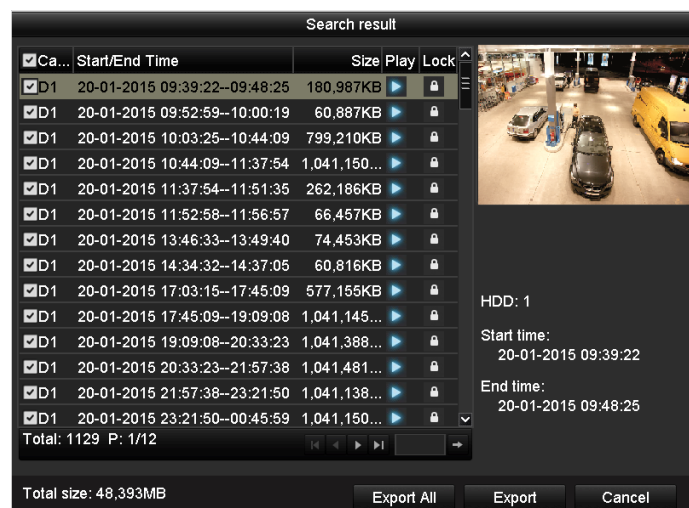 Search result
Ca... Start/End Time Size Play Lock
D1 20-01-2015 09:39:22--09:48:25 180,987KB
D1 20-01-2015 09:52:59--10:00:19 60,887KB
D1 20-01-2015 10:03:25--10:44:09 799,210KB
D1 20-01-2015 10:44:09--11:37:54 1,041,150...
D1 20-01-2015 11:37:54--11:51:35 262,186KB
D1 20-01-2015 11:52:58--11:56:57 66,457KB
D1 20-01-2015 13:46:33--13:49:40 74,453KB
D1 20-01-2015 14:34:32--14:37:05 60,816KB
D1 20-01-2015 17:03:15--17:45:09 577,155KB
D1 20-01-2015 17:45:09--19:09:08 1,041,145...
D1 20-01-2015 19:09:08--20:33:23 1,041,388...
D1 20-01-2015 20:33:23--21:57:38 1,041,481...
D1 20-01-2015 21:57:38--23:21:50 1,041,138...
D1 20-01-2015 23:21:50--00:45:59 1,041,150...
Total: 1129 P: 1/12
HDD: 1
Start time:
20-01-2015 09:39:22
End time:
20-01-2015 09:48:25
Total size: 48,393MB
Export All Export Cancel